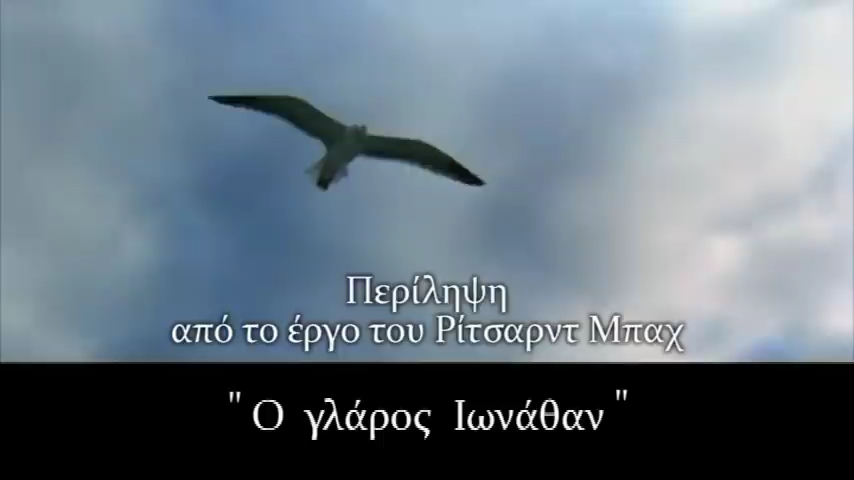 Περίληψη
από το έργο του Ρίτσαρντ Μπαχ
" Ο γλάρος Ιωνάθαν "